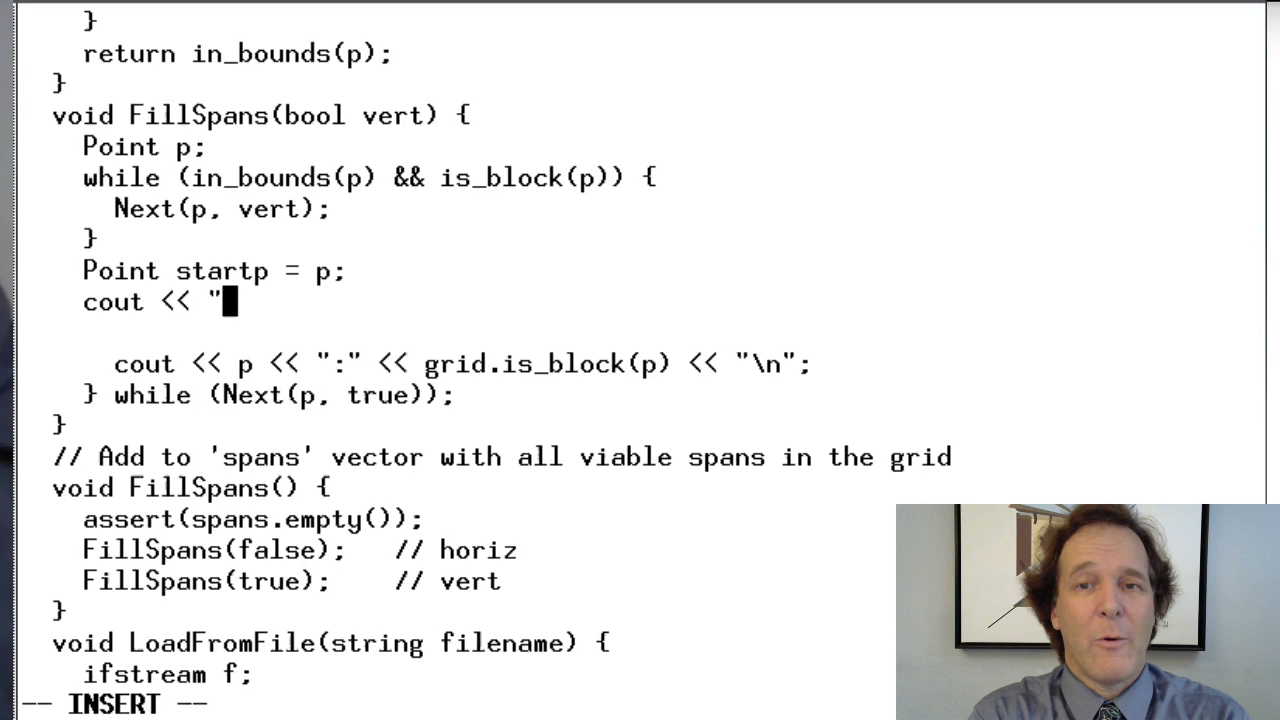 }
return in_bounds(p);
}
void FillSpans(bool vert) {
Point p;
while (in_bounds(p) && is_block(p)) {
Next(p, vert);
}
Point startp = p;
cout << "
cout << p << ":" << grid.is_block(p) << "\n";
} while (Next(p, true));
}
// Add to 'spans' vector with all viable spans in the grid
void FillSpans() {
assert(spans.empty());
FillSpans(false);   // horiz
FillSpans(true);    // vert
}
void LoadFromFile(string filename) {
ifstream f;
-- INSERT --